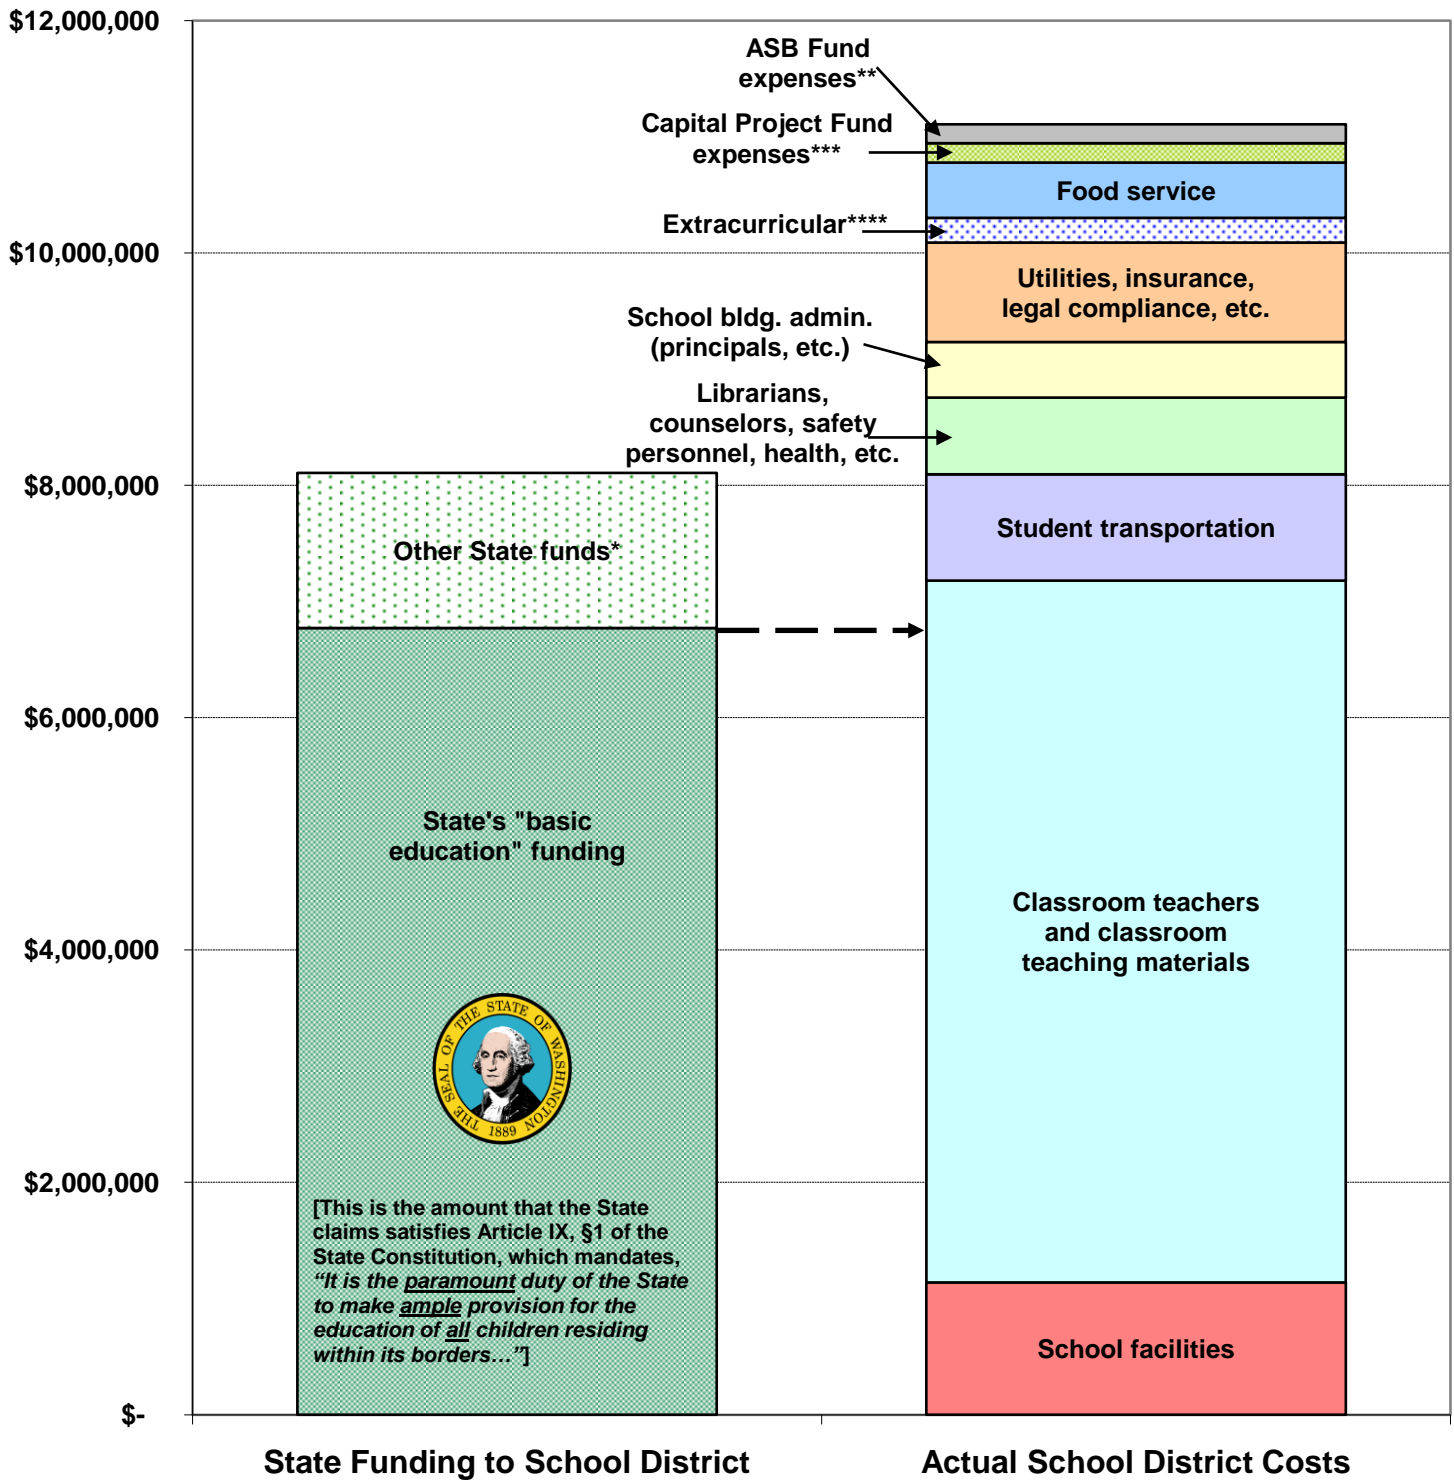 $12,000,000
$10,000,000
$8,000,000
$6,000,000
$4,000,000
$2,000,000
$-
ASB Fund
expenses**
Capital Project Fund
expenses***
Extracurricular****
School bldg. admin.
(principals, etc.)
Librarians,
counselors, safety
personnel, health, etc.
Other State funds*
State's "basic
education" funding
THE SEAL OF THE STATE OF WASHINGTON
1889
[This is the amount that the State
claims satisfies Article IX, §1 of the
State Constitution, which mandates,
“It is the paramount duty of the State
to make ample provision for the
education of all children residing
within its borders…”]
Food service
Utilities, insurance,
legal compliance, etc.
Student transportation
Classroom teachers
and classroom
teaching materials
School facilities
State Funding to School District
Actual School District Costs